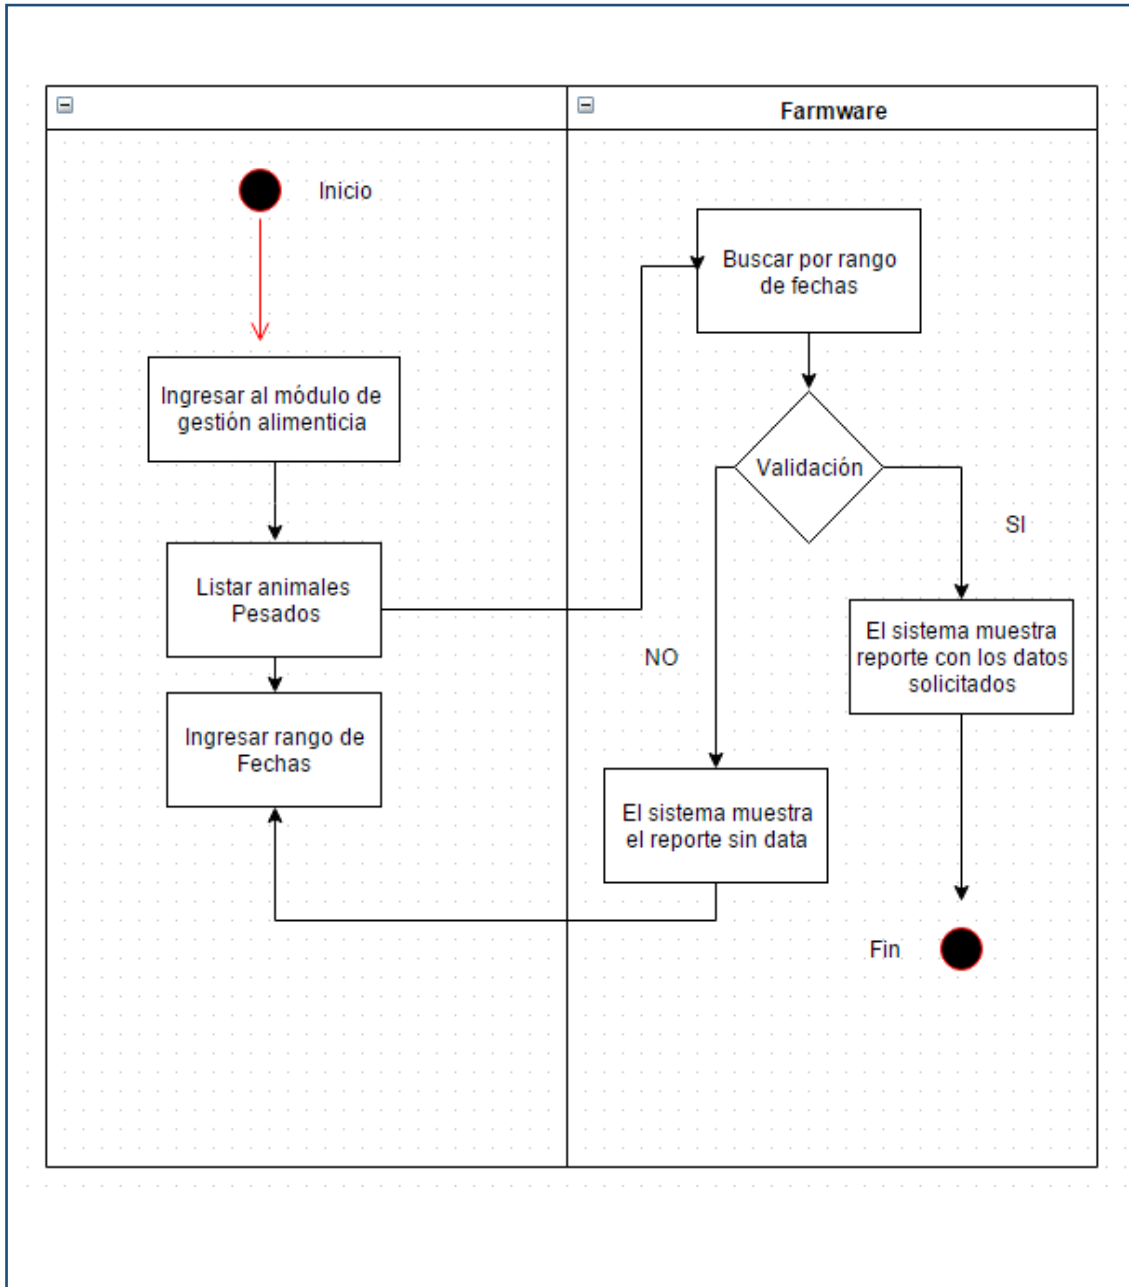 Farmware
Inicio
Ingresar al módulo de
gestión alimenticia
Listar animales
Pesados
Ingresar rango de
Fechas
Buscar por rango
de fechas
Validación
SI
NO
El sistema muestra
reporte con los datos
solicitados
El sistema muestra
el reporte sin data
Fin